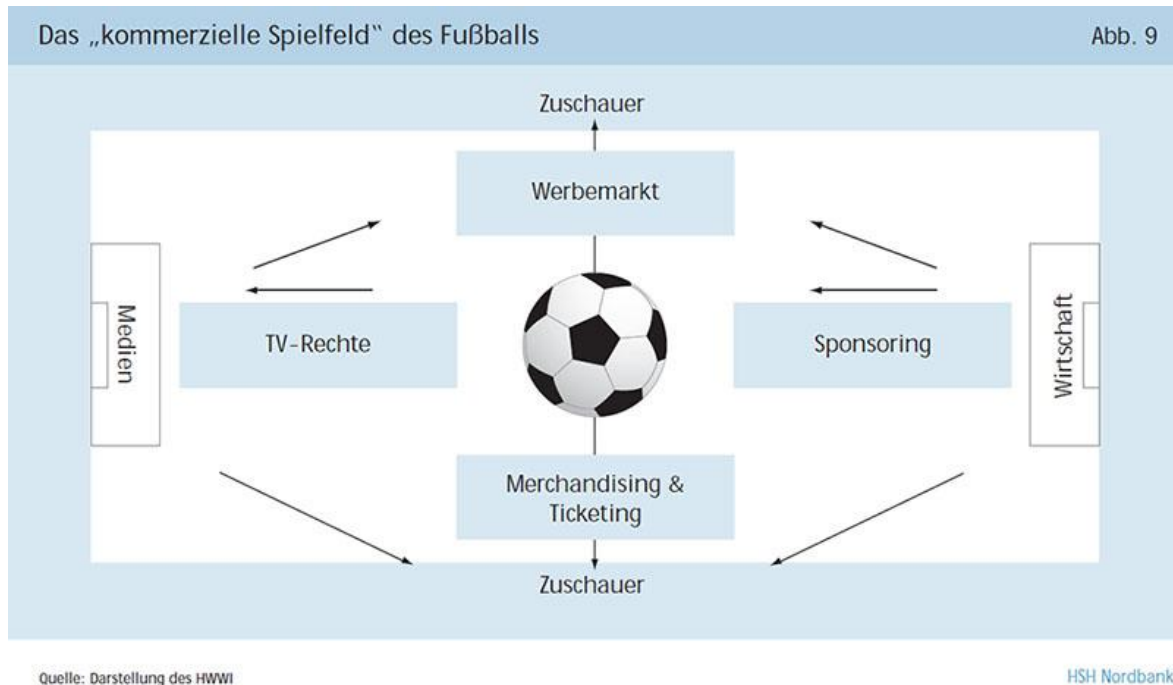 Das „kommerzielle Spielfeld“ des Fußballs
Abb. 9
Zuschauer
Werbemarkt
Medien
TV-Rechte
Sponsoring
Wirtschaft
Merchandising &
Ticketing
Zuschauer
Quelle: Darstellung des HWWI
HSH Nordbank